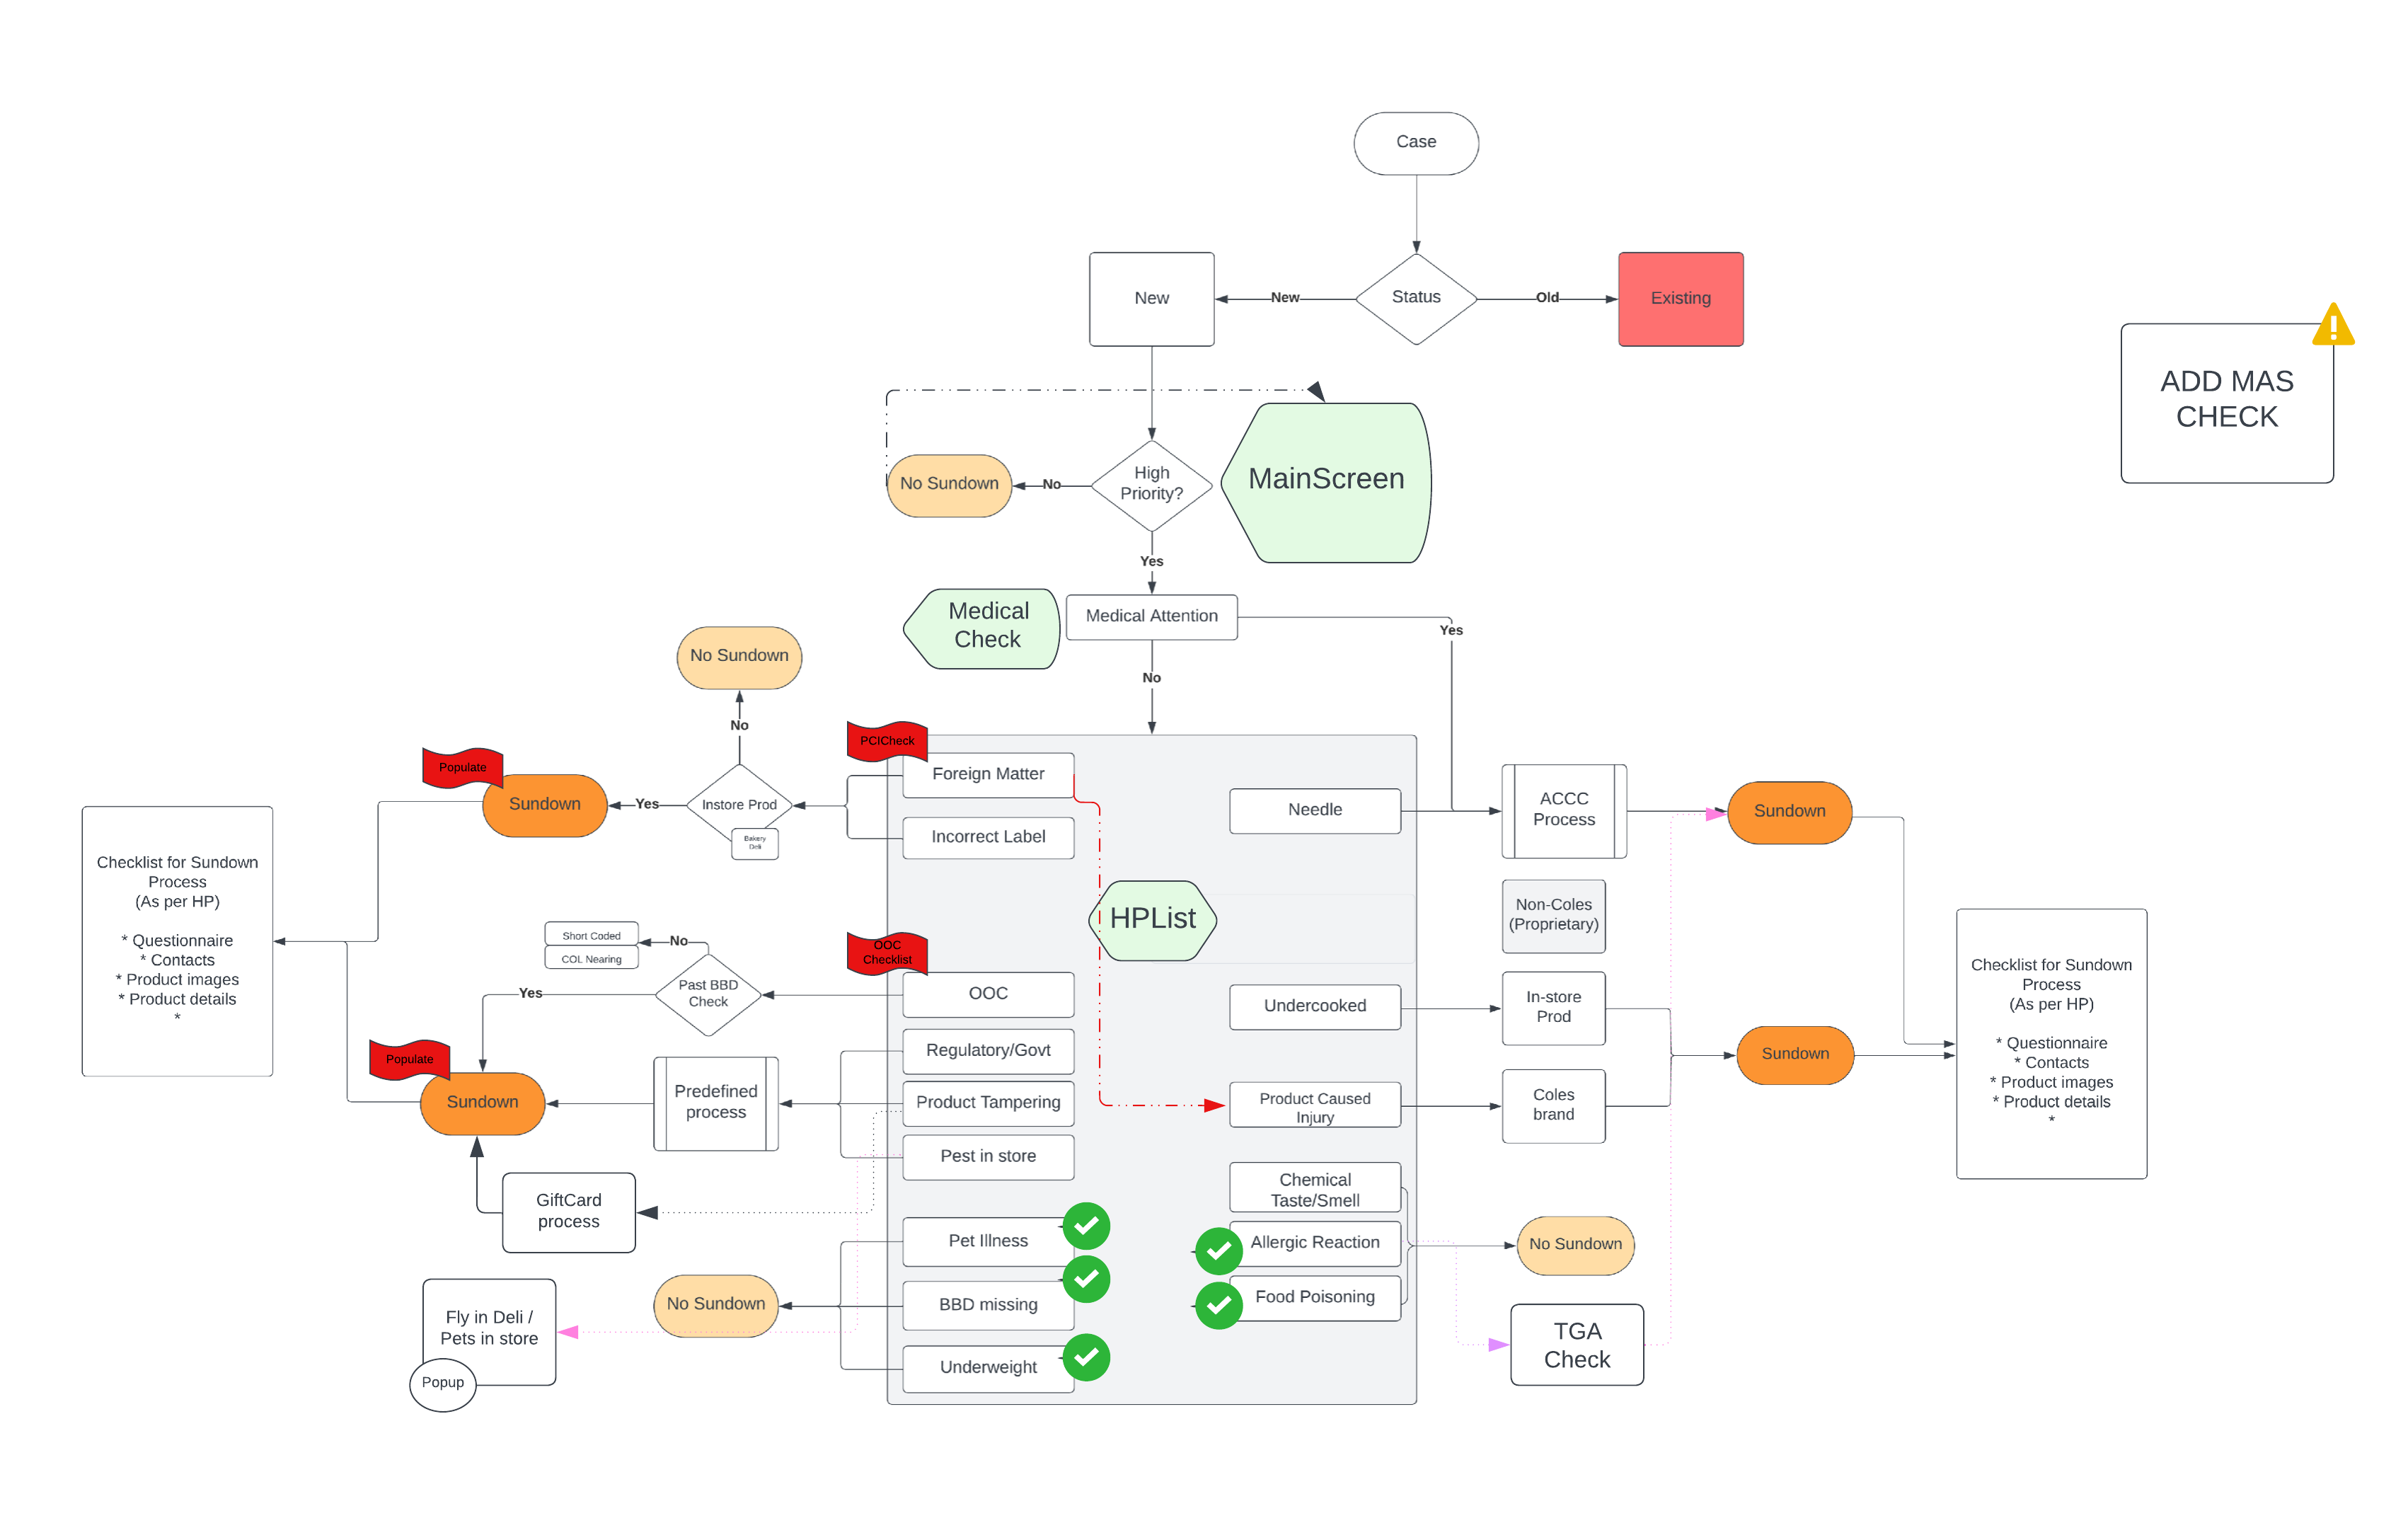 Case
New
New
Status
Old
Existing
ADD MAS
CHECK
No Sundown
No
High
Priority?
MainScreen
Yes
Medical
Check
Medical Attention
Yes
No
No Sundown
No
Populate
Sundown
Yes
Instore Prod
Bakery
Deli
PCICheck
Foreign Matter
Incorrect Label
Needle
ACCC
Process
Sundown
Checklist for Sundown
Process
(As per HP)
* Questionnaire
* Contacts
* Product images
* Product details
*
HPList
Non-Coles
(Proprietary)
Short Coded
COL Nearing
No
Yes
Past BBD
Check
OOC
Checklist
OOC
Undercooked
In-store
Prod
Checklist for Sundown
Process
(As per HP)
* Questionnaire
* Contacts
* Product images
* Product details
*
Populate
Sundown
Predefined
process
Regulatory/Govt
Product Tampering
Pest in store
Product Caused
Injury
Coles
brand
Sundown
GiftCard
process
Chemical
Taste/Smell
Pet Illness
Allergic Reaction
No Sundown
Fly in Deli /
Pets in store
Popup
No Sundown
BBD missing
Food Poisoning
Underweight
TGA
Check